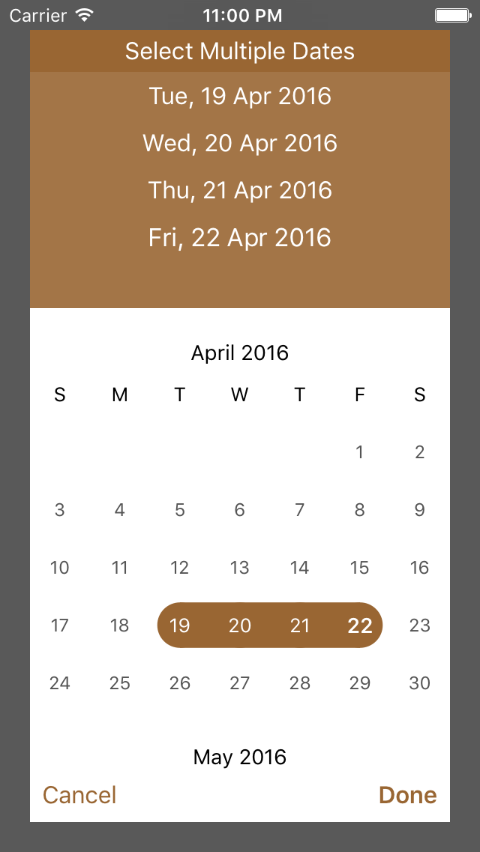 Carrier 11:00 PM
Select Multiple Dates
Tue, 19 Apr 2016
Wed, 20 Apr 2016
Thu, 21 Apr 2016
Fri, 22 Apr 2016
April 2016
S M T W T F S
1 2
3 4 5 6 7 8 9
10 11 12 13 14 15 16
17 18 19 20 21 22 23
24 25 26 27 28 29 30
May 2016
Cancel Done